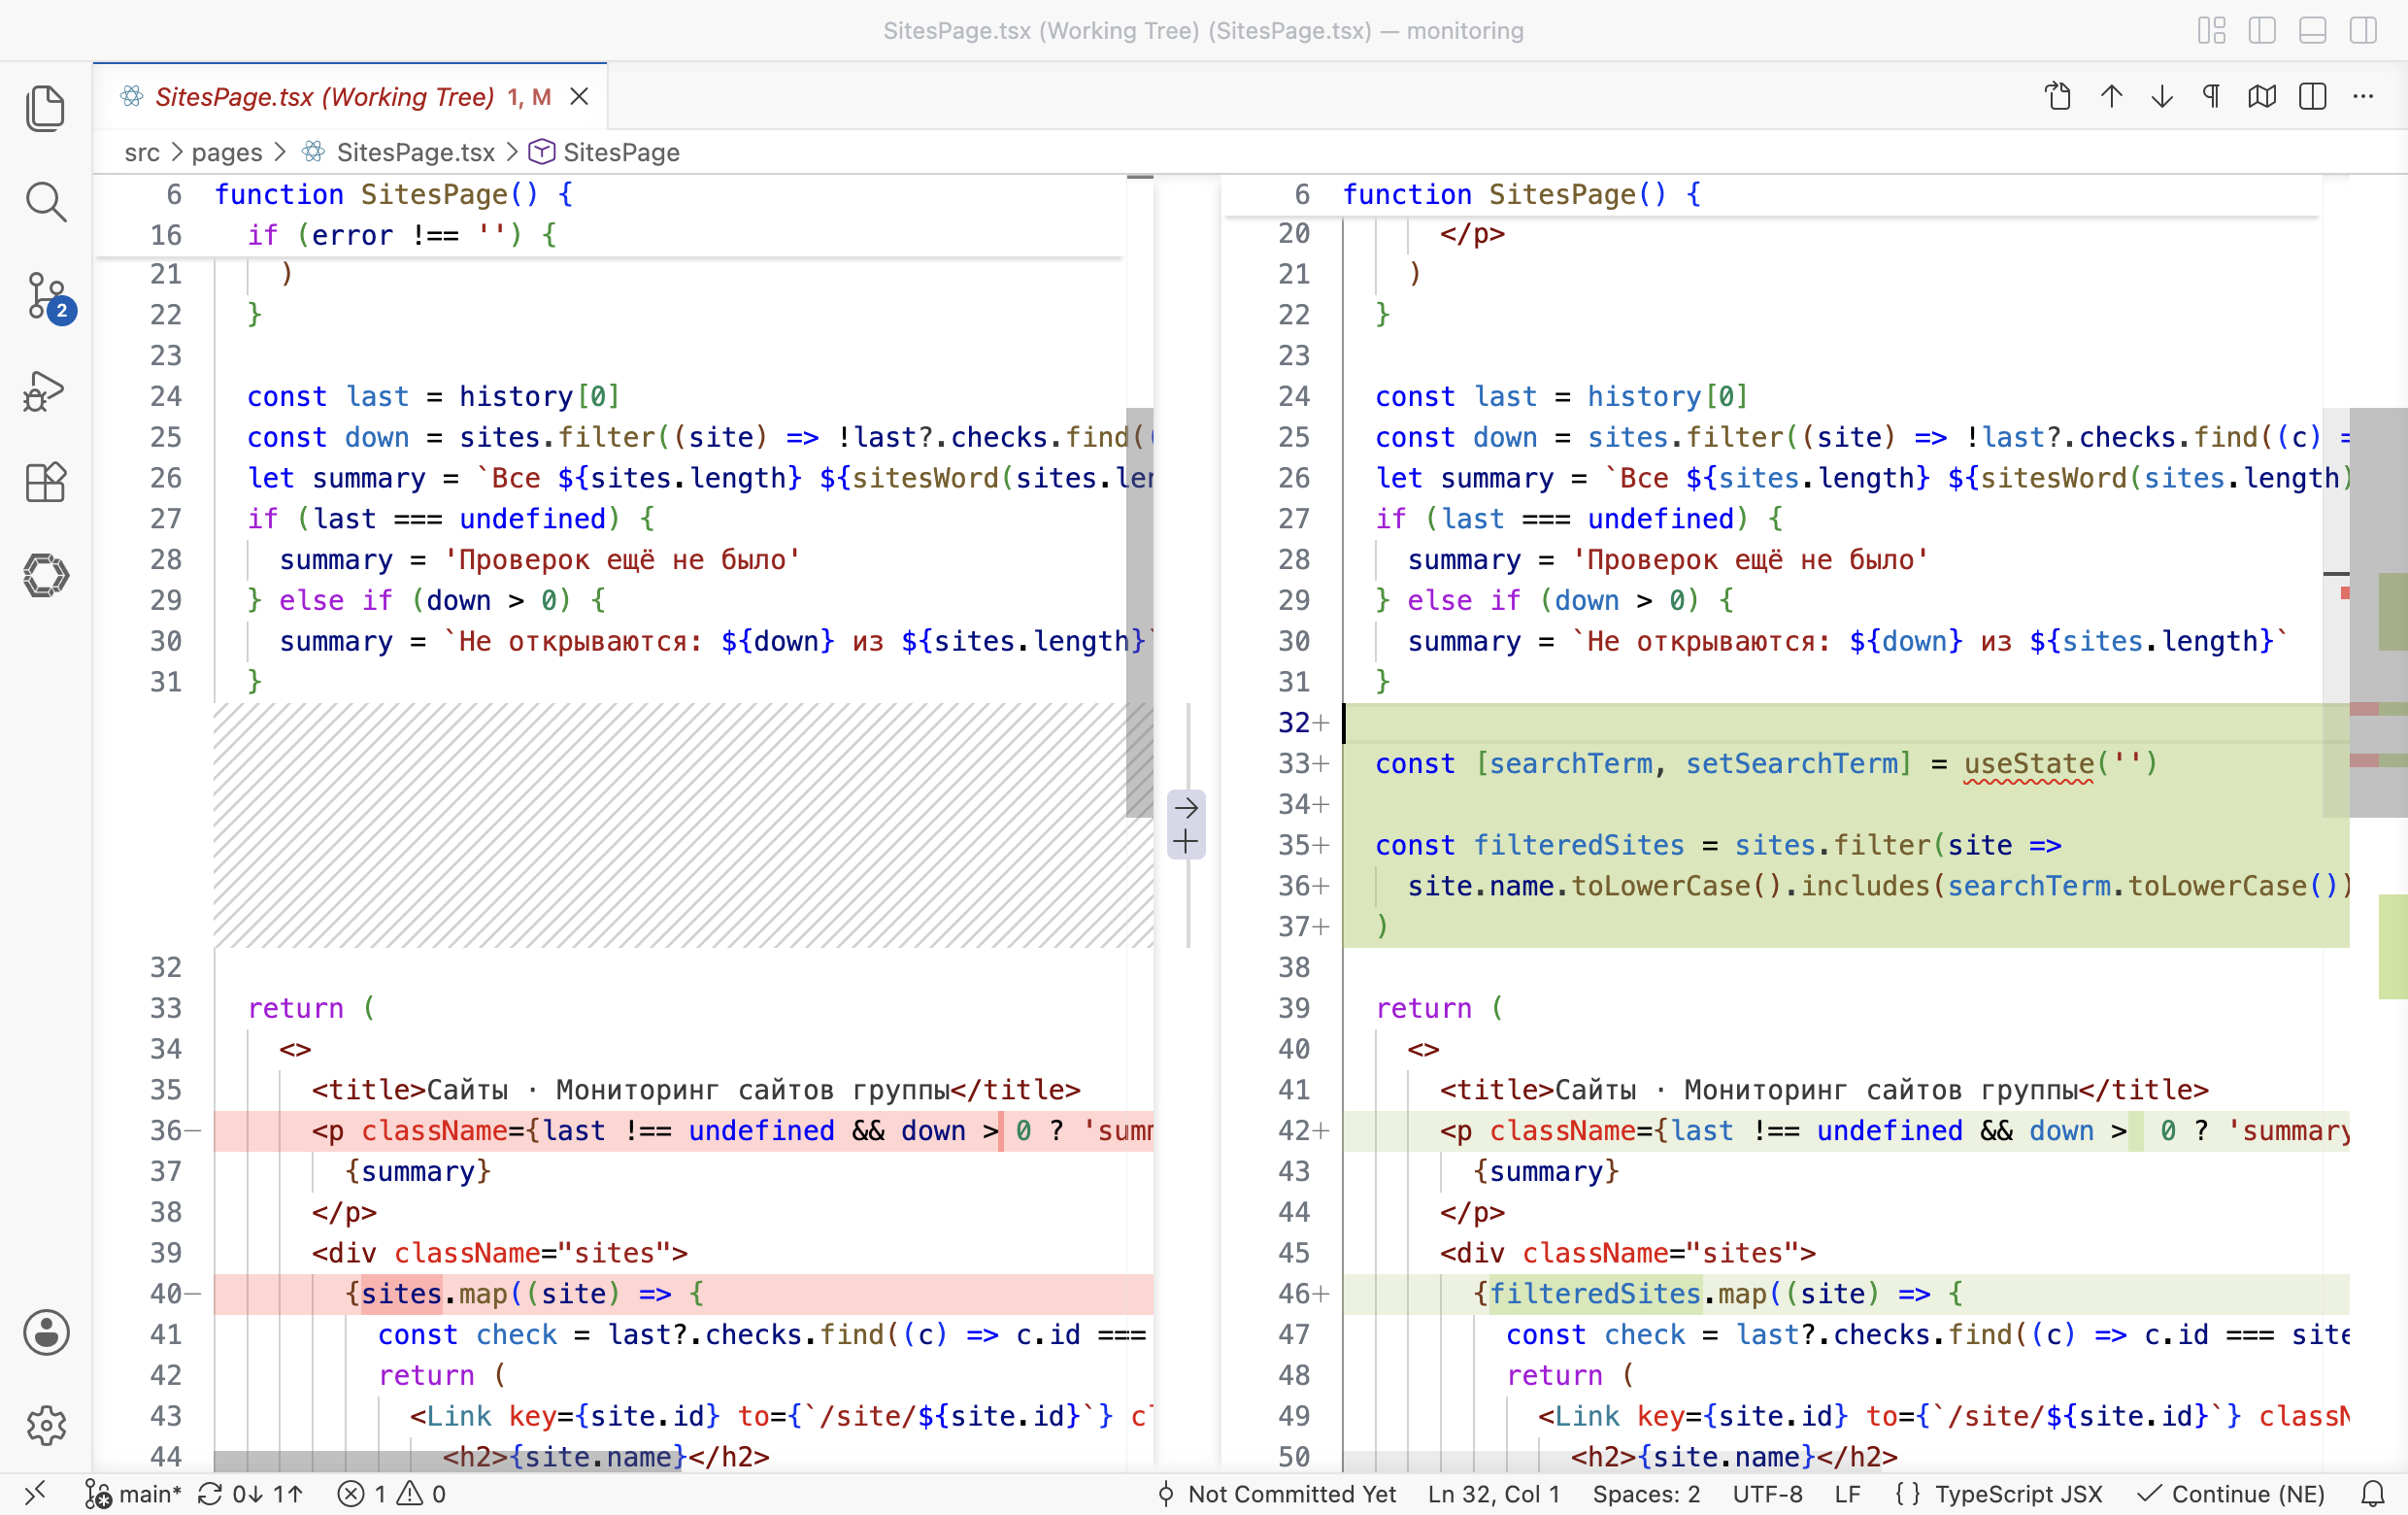 SitesPage.tsx (Working Tree) (SitesPage.tsx) — monitoring
SitesPage.tsx (Working Tree) 1, M
src > pages > SitesPage.tsx > SitesPage
2
6 function SitesPage() {
16 if (error !== '') {
21 )
22 }
23
24 const last = history[0]
25 const down = sites.filter((site) => !last?.checks.find((
26 let summary = `Все ${sites.length} ${sitesWord(sites.len
27 if (last === undefined) {
28 summary = 'Проверок ещё не было'
29 } else if (down > 0) {
30 summary = `Не открываются: ${down} из ${sites.length}`
31 }
32
33 return (
34 <>
35 <title>Сайты · Мониторинг сайтов группы</title>
36— <p className={last !== undefined && down > 0 ? 'summ
37 {summary}
38 </p>
39 <div className="sites">
40— {sites.map((site) => {
41 const check = last?.checks.find((c) => c.id ===
42 return (
43 <Link key={site.id} to={`/site/${site.id}`} cl
44 <h2>{site.name}</h2>
6 function SitesPage() {
20 </p>
21 )
22 }
23
24 const last = history[0]
25 const down = sites.filter((site) => !last?.checks.find((c) =
26 let summary = `Все ${sites.length} ${sitesWord(sites.length)
27 if (last === undefined) {
28 summary = 'Проверок ещё не было'
29 } else if (down > 0) {
30 summary = `Не открываются: ${down} из ${sites.length}`
31 }
32+
33+ const [searchTerm, setSearchTerm] = useState('')
34+
35+ const filteredSites = sites.filter(site =>
36+ site.name.toLowerCase().includes(searchTerm.toLowerCase())
37+ )
38
39 return (
40 <>
41 <title>Сайты · Мониторинг сайтов группы</title>
42+ <p className={last !== undefined && down >  0 ? 'summary
43 {summary}
44 </p>
45 <div className="sites">
46+ {filteredSites.map((site) => {
47 const check = last?.checks.find((c) => c.id === site
48 return (
49 <Link key={site.id} to={`/site/${site.id}`} classN
50 <h2>{site.name}</h2>
main* 0↓ 1↑ 1 0 Not Committed Yet Ln 32, Col 1 Spaces: 2 UTF-8 LF { } TypeScript JSX Continue (NE)